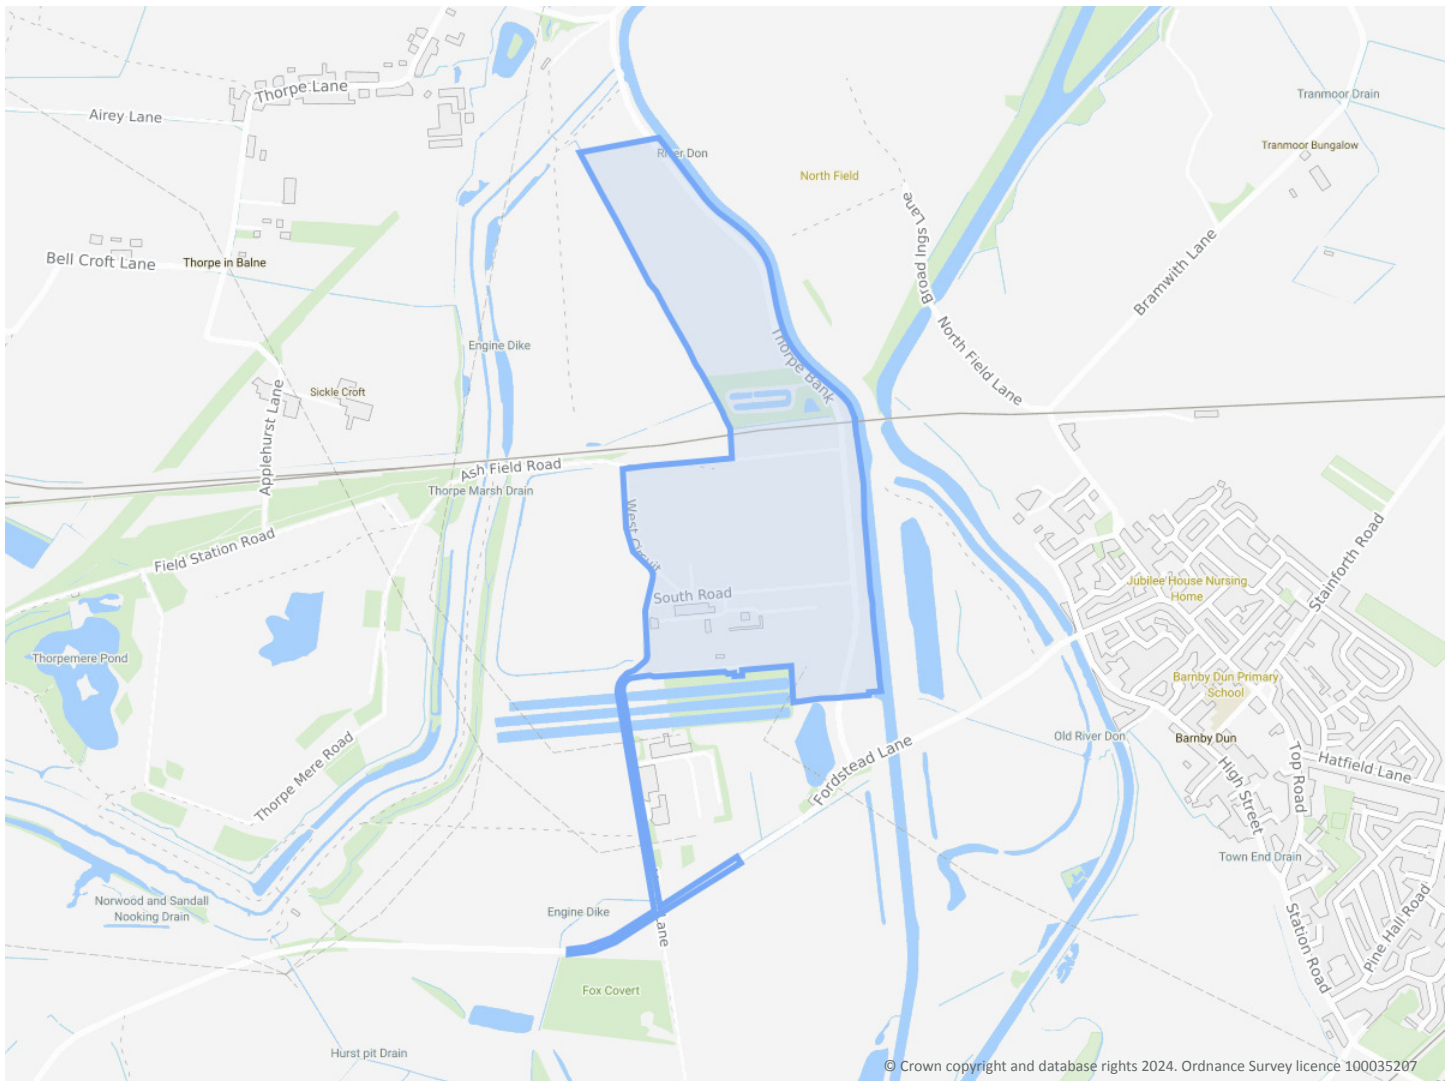 Thorpe Lane
Airey Lane
Tranmoor Drain
Tranmoor Bungalow
River Don
North Field
Broad Ings Lane
Bramwith Lane
Bell Croft Lane
Thorpe in Balne
Engine Dike
Thorpe Bank
North Field Lane
Sickle Croft
Applehurst Lane
Ash Field Road
Thorpe Marsh Drain
West Circuit
Field Station Road
Stainforth Road
Jubilee House Nursing
Home
South Road
Thorpemere Pond
Barnby Dun Primary
School
Old River Don
Barnby Dun
Thorpe Mere Road
Fordstead Lane
High Street
Top Road
Hatfield Lane
Town End Drain
Norwood and Sandall
Nooking Drain
Engine Dike
Lane
Station Road
Pine Hall Road
Fox Covert
Hurst pit Drain
© Crown copyright and database rights 2024. Ordnance Survey licence 100035207